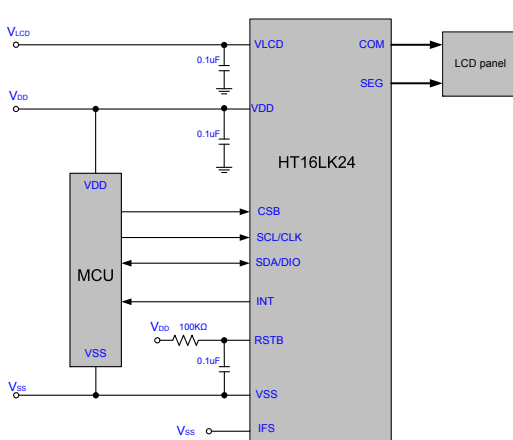 VLCD
VLCD
COM
LCD panel
0.1uF
SEG
VDD
VDD
0.1uF
HT16LK24
VDD
CSB
SCL/CLK
MCU
SDA/DIO
INT
VDD
100KΩ
RSTB
VSS
0.1uF
VSS
VSS
VSS
IFS